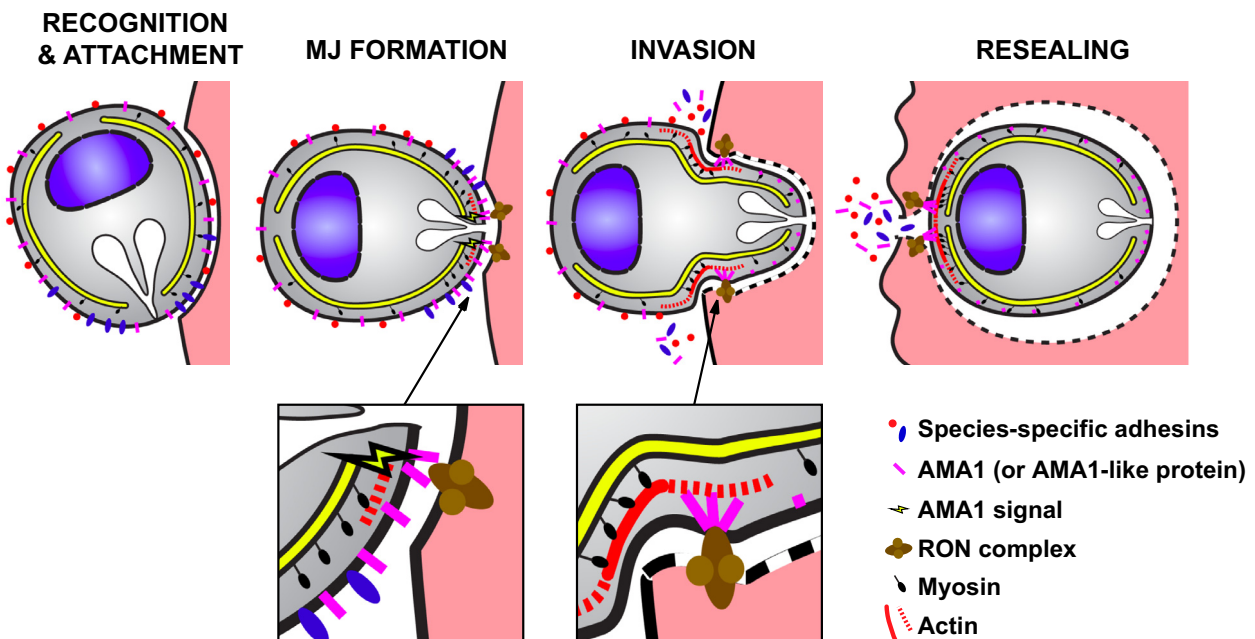 RECOGNITION
& ATTACHMENT
MJ FORMATION
INVASION
RESEALING
Species-specific adhesins
AMA1 (or AMA1-like protein)
AMA1 signal
RON complex
Myosin
Actin